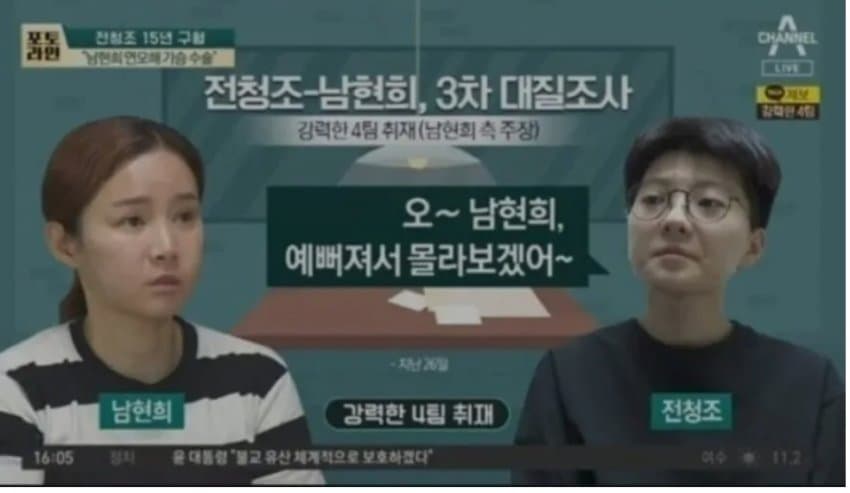 포토
라인
전청조 15년 구형
"남현희 연모해 가슴 수술"
CHANNEL A
LIVE
제보
강력한 4팀
전청조-남현희, 3차 대질조사
강력한 4팀 취재 (남현희 측 주장)
오~ 남현희,
예뻐져서 몰라보겠어~
- 지난 26일
남현희
강력한 4팀 취재
전청조
16:05 정치 윤 대통령 "불교 유산 체계적으로 보호하겠다" 여수 11.2